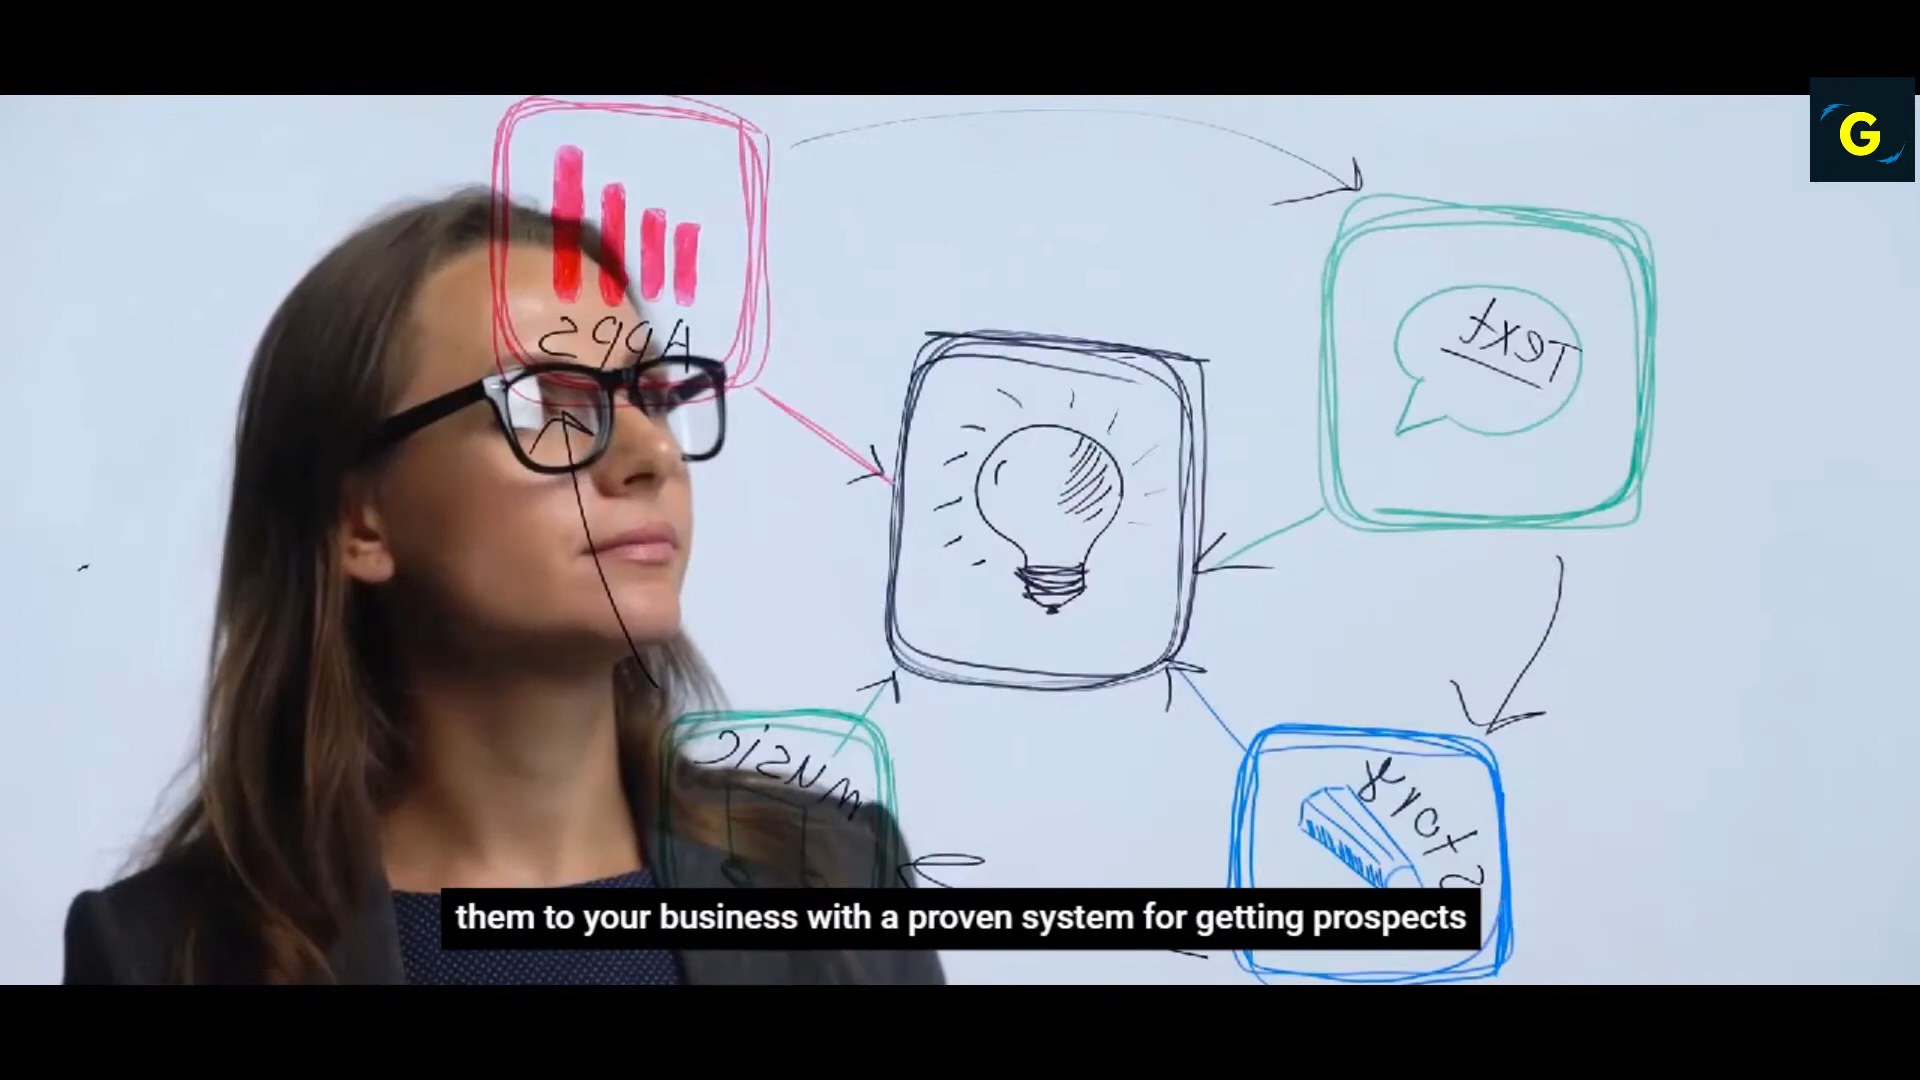 G
Apps
Text
Music
Story
them to your business with a proven system for getting prospects